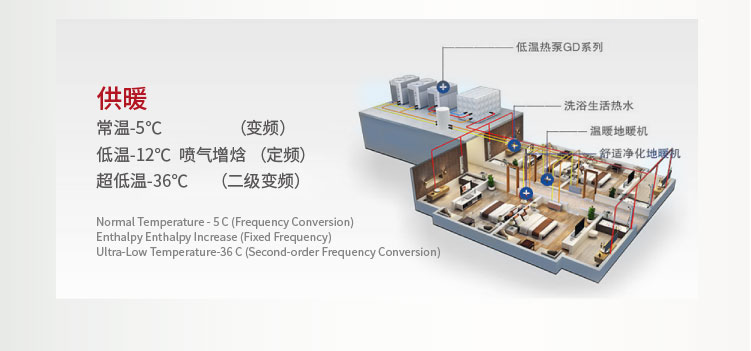 供暖
常温-5℃ （变频）
低温-12℃ 喷气增焓 （定频）
超低温-36℃ （二级变频）
Normal Temperature - 5 C (Frequency Conversion)
Enthalpy Enthalpy Increase (Fixed Frequency)
Ultra-Low Temperature-36 C (Second-order Frequency Conversion)
低温热泵GD系列
洗浴生活热水
温暖地暖机
舒适净化地暖机